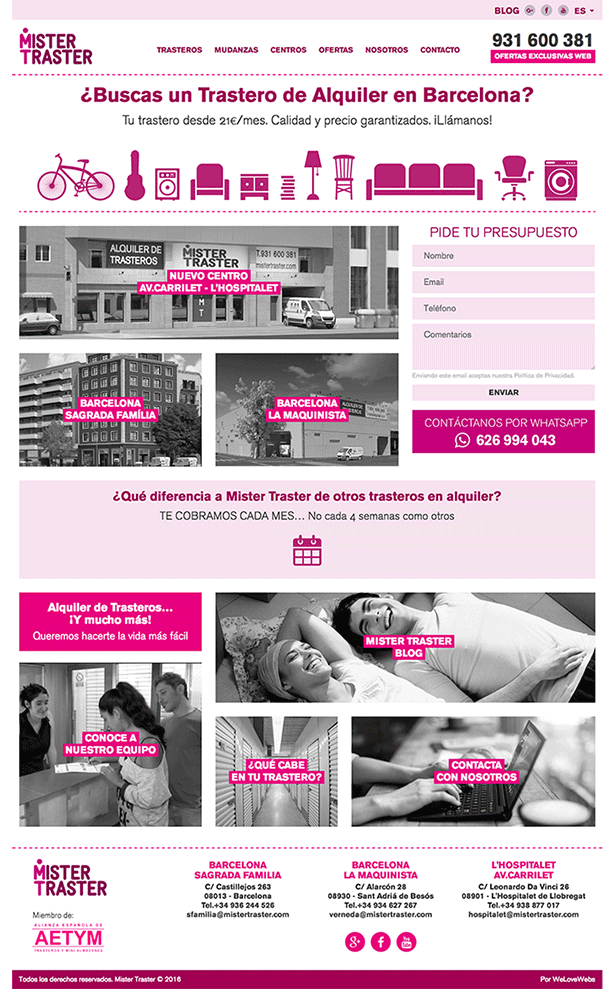 BLOG ES
MISTER
TRASTER
TRASTEROS MUDANZAS CENTROS OFERTAS NOSOTROS CONTACTO
931 600 381
OFERTAS EXCLUSIVAS WEB
¿Buscas un Trastero de Alquiler en Barcelona?
Tu trastero desde 21€/mes. Calidad y precio garantizados. ¡Llámanos!
ALQUILER DE
TRASTEROS
MISTER
TRASTER
T.931 600 381
mistertraster.com
NUEVO CENTRO
AV.CARRILET - L'HOSPITALET
M
T
BARCELONA
SAGRADA FAMÍLIA
BARCELONA
LA MAQUINISTA
PIDE TU PRESUPUESTO
Nombre
Email
Teléfono
Comentarios
Enviando este email aceptas nuestra Política de Privacidad.
ENVIAR
CONTÁCTANOS POR WHATSAPP
626 994 043
¿Qué diferencia a Mister Traster de otros trasteros en alquiler?
TE COBRAMOS CADA MES... No cada 4 semanas como otros
Alquiler de Trasteros...
¡Y mucho más!
Queremos hacerte la vida más fácil
MISTER TRASTER
BLOG
CONOCE A
NUESTRO EQUIPO
¿QUÉ CABE
EN TU TRASTERO?
CONTACTA
CON NOSOTROS
MISTER
TRASTER
Miembro de:
ALIANZA ESPAÑOLA DE
AETYM
TRASTEROS Y MINI ALMACENES
BARCELONA
SAGRADA FAMÍLIA
C/ Castillejos 263
08013 - Barcelona
Tel.+34 936 244 526
sfamilia@mistertraster.com
BARCELONA
LA MAQUINISTA
C/ Alarcón 28
08930 - Sant Adrià de Besós
Tel.+34 934 627 267
verneda@mistertraster.com
L'HOSPITALET
AV.CARRILET
C/ Leonardo Da Vinci 26
08901 - L'Hospitalet de Llobregat
Tel.+34 938 877 017
hospitalet@mistertraster.com
Todos los derechos reservados. Mister Traster © 2016
Por WeLoveWebs